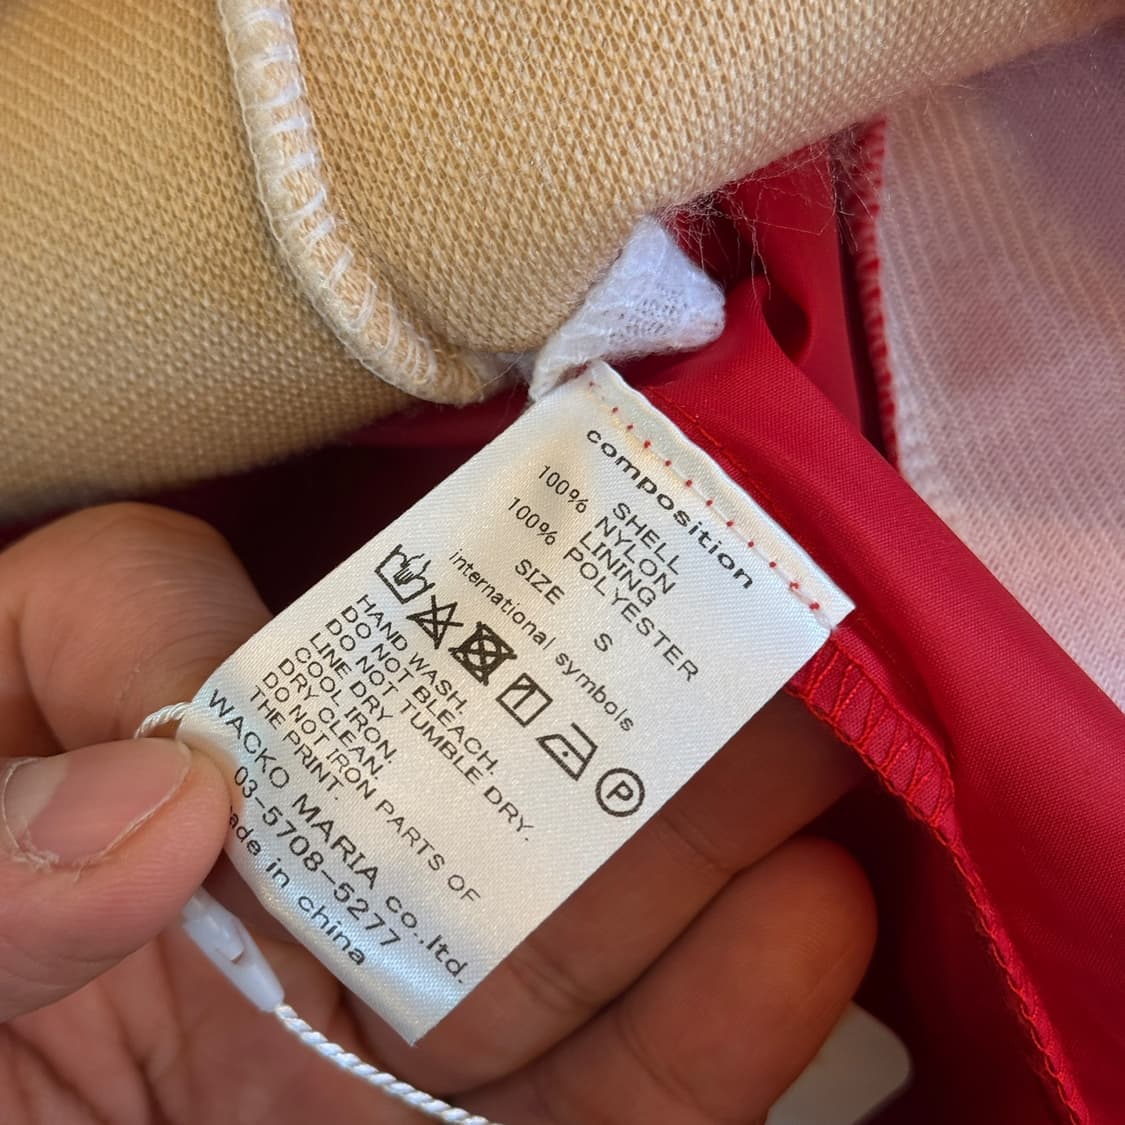 composition
SHELL
100% NYLON
LINING
100% POLYESTER
SIZE S
international symbols
P
HAND WASH.
DO NOT BLEACH.
DOO NOT TUMBLE DRY.
LINE DRY
COOL IRON.
DRY CLEAN.
DO NOT IRON PARTS OF
THE PRINT.
WACKO MARIA co.,ltd.
03-5708-5277
made in china